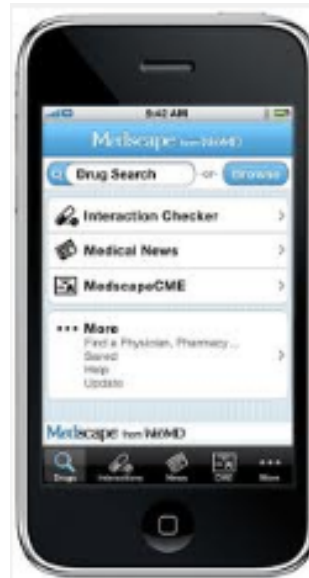 9:42 AM
Medscape from WebMD
Drug Search -or- Browse
Interaction Checker
Medical News
MedscapeCME
••• More
Find a Physician, Pharmacy...
Saved
Help
Update
Medscape from WebMD
Drugs Interactions News CME More